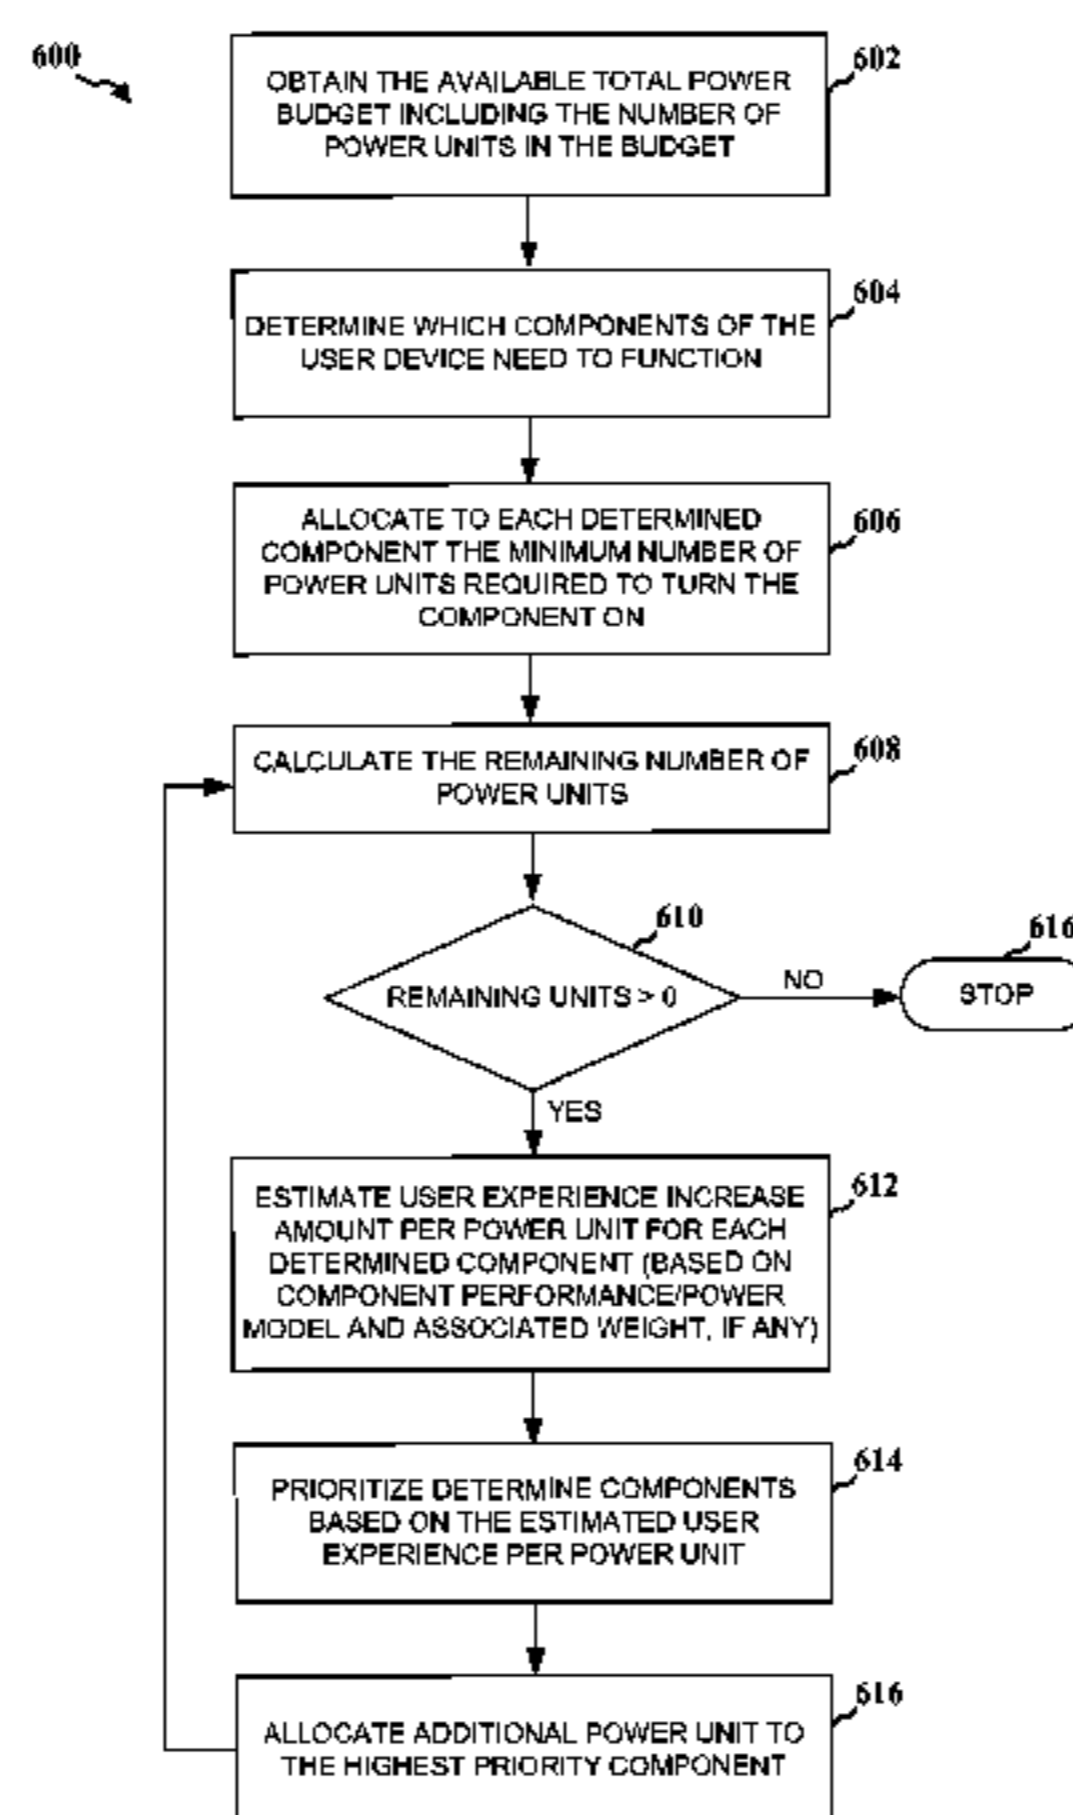 600
602
OBTAIN THE AVAILABLE TOTAL POWER
BUDGET INCLUDING THE NUMBER OF
POWER UNITS IN THE BUDGET
604
DETERMINE WHICH COMPONENTS OF THE
USER DEVICE NEED TO FUNCTION
606
ALLOCATE TO EACH DETERMINED
COMPONENT THE MINIMUM NUMBER OF
POWER UNITS REQUIRED TO TURN THE
COMPONENT ON
608
CALCULATE THE REMAINING NUMBER OF
POWER UNITS
610
REMAINING UNITS > 0
NO
616
STOP
YES
612
ESTIMATE USER EXPERIENCE INCREASE
AMOUNT PER POWER UNIT FOR EACH
DETERMINED COMPONENT (BASED ON
COMPONENT PERFORMANCE/POWER
MODEL AND ASSOCIATED WEIGHT, IF ANY)
614
PRIORITIZE DETERMINE COMPONENTS
BASED ON THE ESTIMATED USER
EXPERIENCE PER POWER UNIT
616
ALLOCATE ADDITIONAL POWER UNIT TO
THE HIGHEST PRIORITY COMPONENT